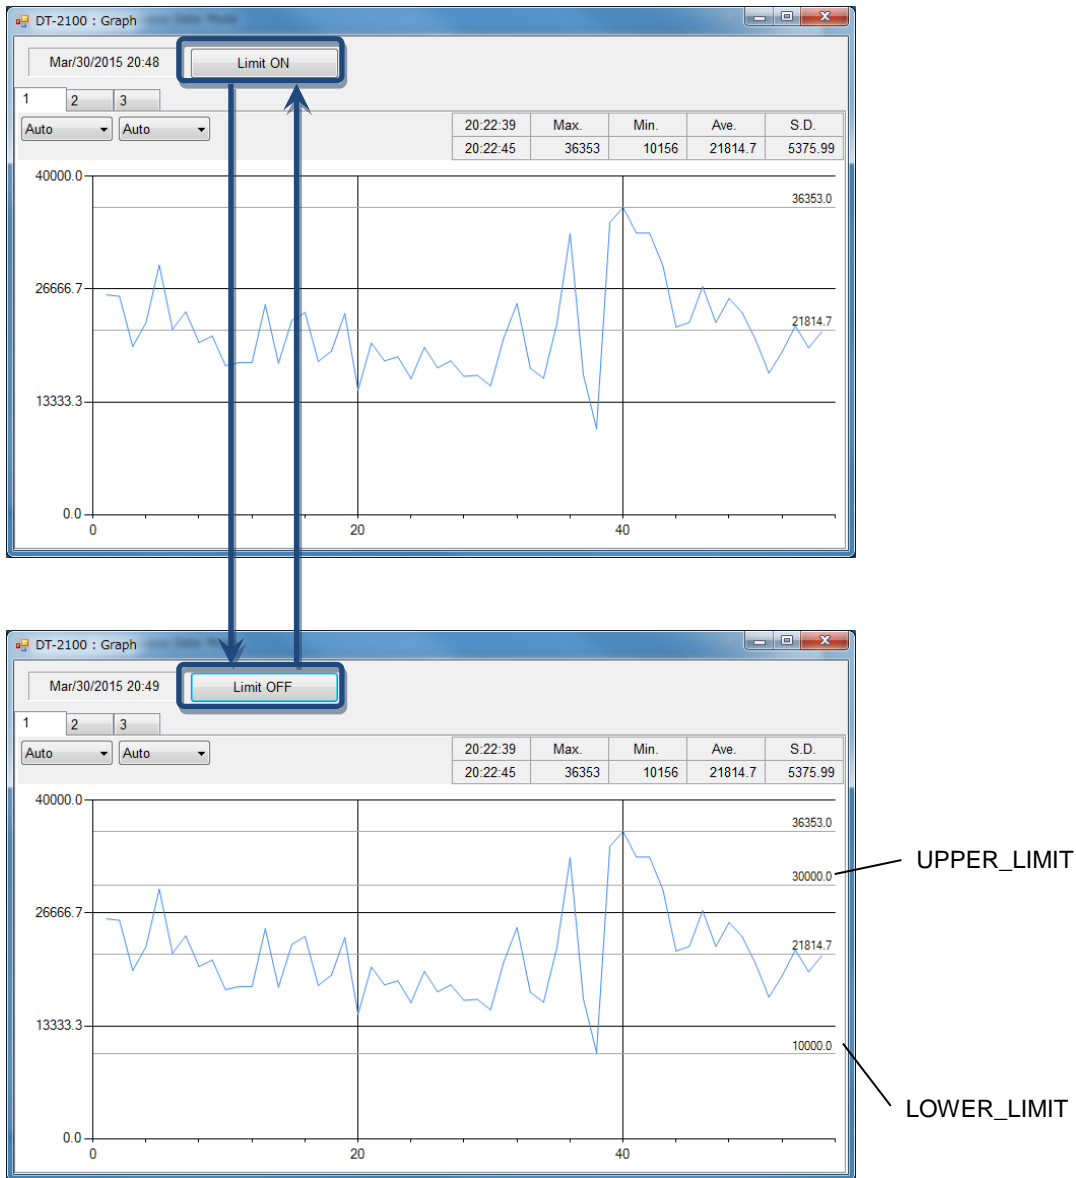 DT-2100 : Graph
Mar/30/2015 20:48
Limit ON
1 2 3
Auto Auto
20:22:39 Max. Min. Ave. S.D.
20:22:45 36353 10156 21814.7 5375.99
40000.0
36353.0
26666.7
21814.7
13333.3
0.0
0 20 40
DT-2100 : Graph
Mar/30/2015 20:49
Limit OFF
1 2 3
Auto Auto
20:22:39 Max. Min. Ave. S.D.
20:22:45 36353 10156 21814.7 5375.99
40000.0
36353.0
UPPER_LIMIT
30000.0
26666.7
21814.7
13333.3
10000.0
LOWER_LIMIT
0.0
0 20 40